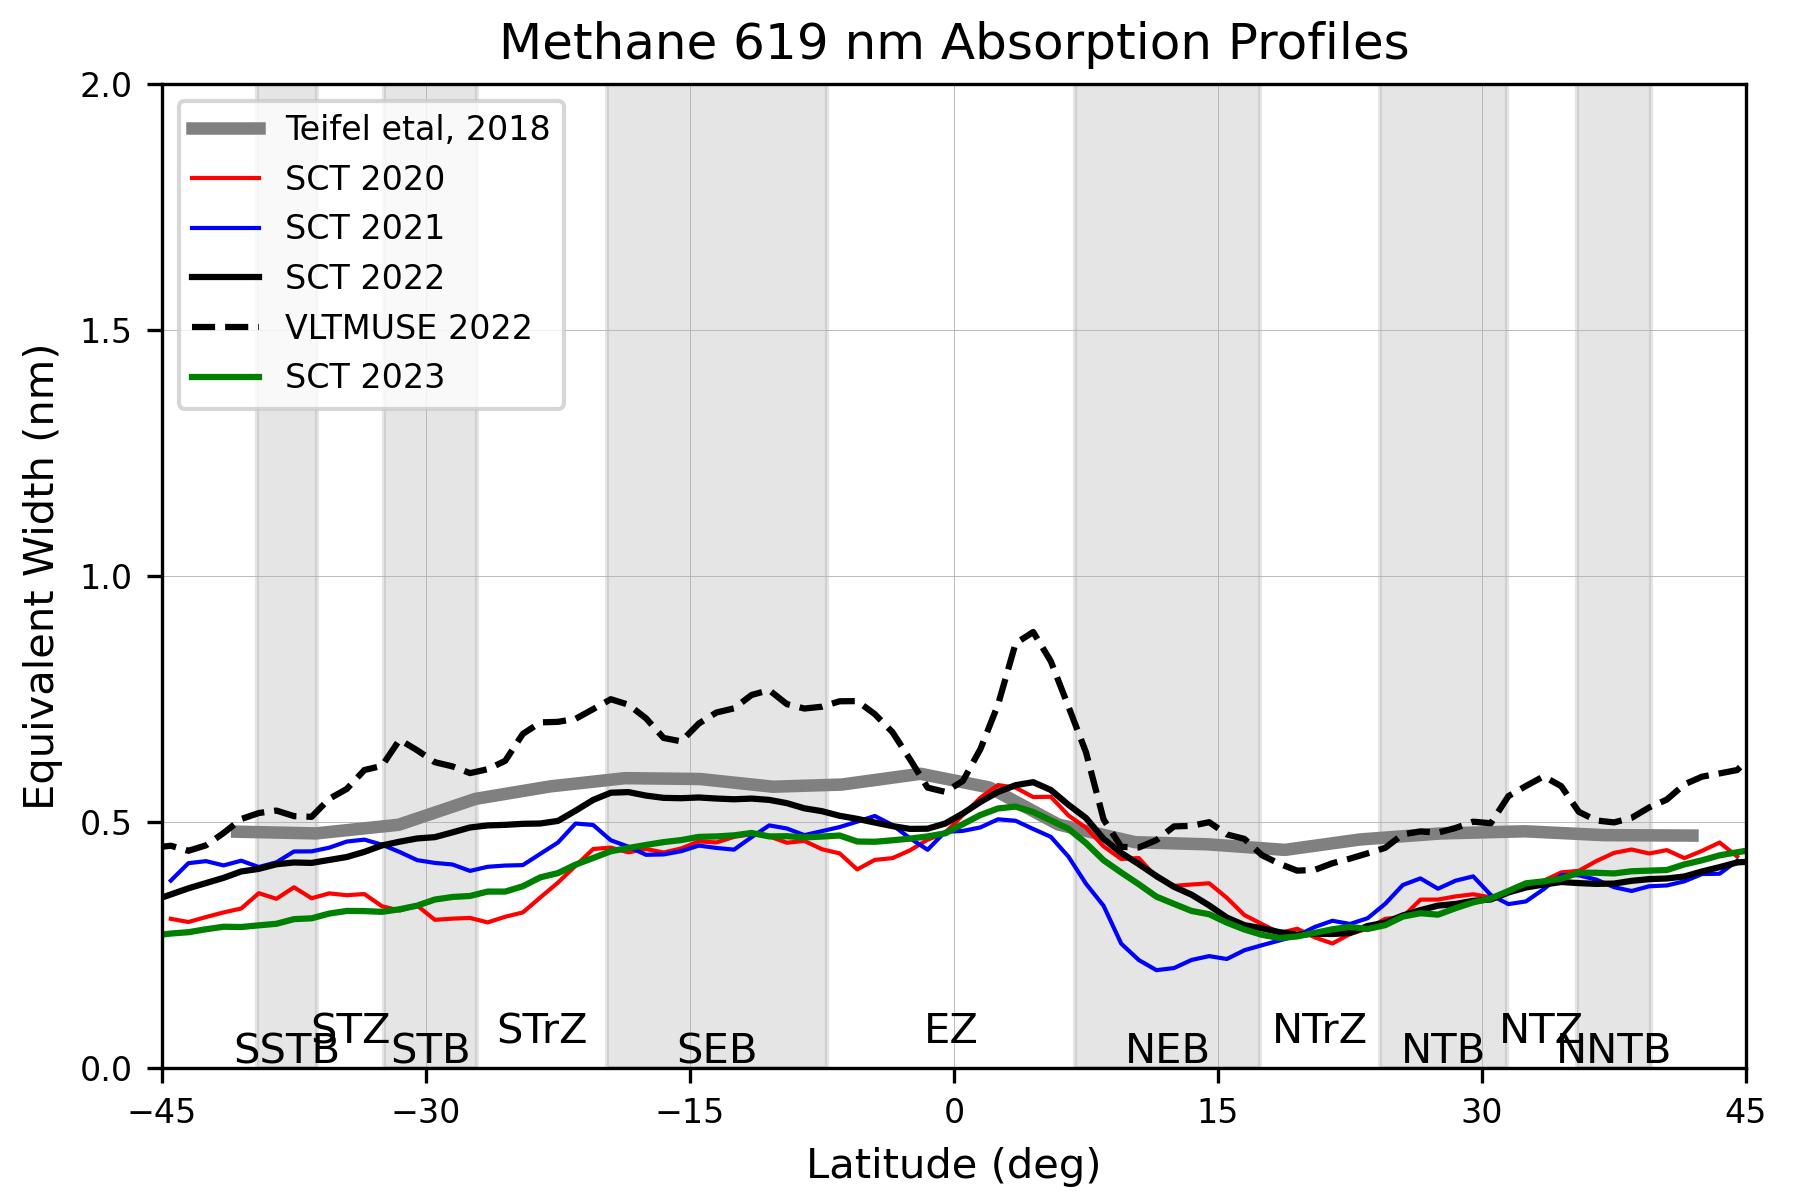 Methane 619 nm Absorption Profiles
2.0
1.5
1.0
0.5
0.0
Equivalent Width (nm)
Teifel etal, 2018
SCT 2020
SCT 2021
SCT 2022
VLTMUSE 2022
SCT 2023
STZ STrZ EZ NTrZ NTZ
SSTB STB SEB NEB NTB NNTB
−45 −30 −15 0 15 30 45
Latitude (deg)